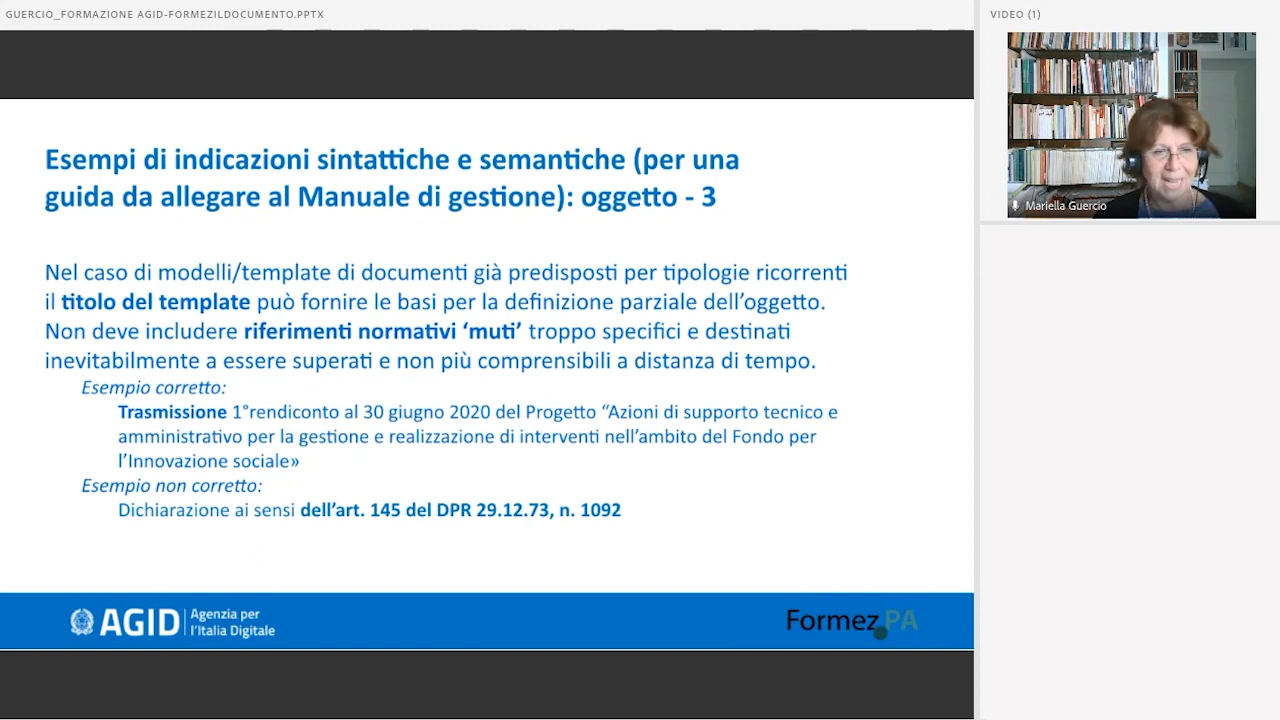 GUERCIO_FORMAZIONE AGID-FORMEZILDOCUMENTO.PPTX
VIDEO (1)
Mariella Guercio
Esempi di indicazioni sintattiche e semantiche (per una
guida da allegare al Manuale di gestione): oggetto - 3
Nel caso di modelli/template di documenti già predisposti per tipologie ricorrenti
il titolo del template può fornire le basi per la definizione parziale dell’oggetto.
Non deve includere riferimenti normativi ‘muti’ troppo specifici e destinati
inevitabilmente a essere superati e non più comprensibili a distanza di tempo.
Esempio corretto:
Trasmissione 1°rendiconto al 30 giugno 2020 del Progetto “Azioni di supporto tecnico e
amministrativo per la gestione e realizzazione di interventi nell’ambito del Fondo per
l’Innovazione sociale»
Esempio non corretto:
Dichiarazione ai sensi dell’art. 145 del DPR 29.12.73, n. 1092
AGID
Agenzia per
l’Italia Digitale
Formez PA